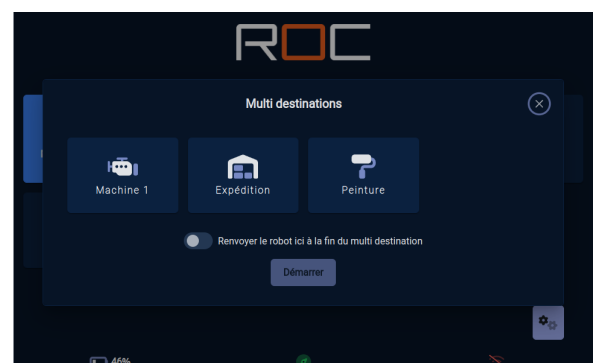 ROC
Multi destinations
Machine 1
Expédition
Peinture
Renvoyer le robot ici à la fin du multi destination
Démarrer
46%